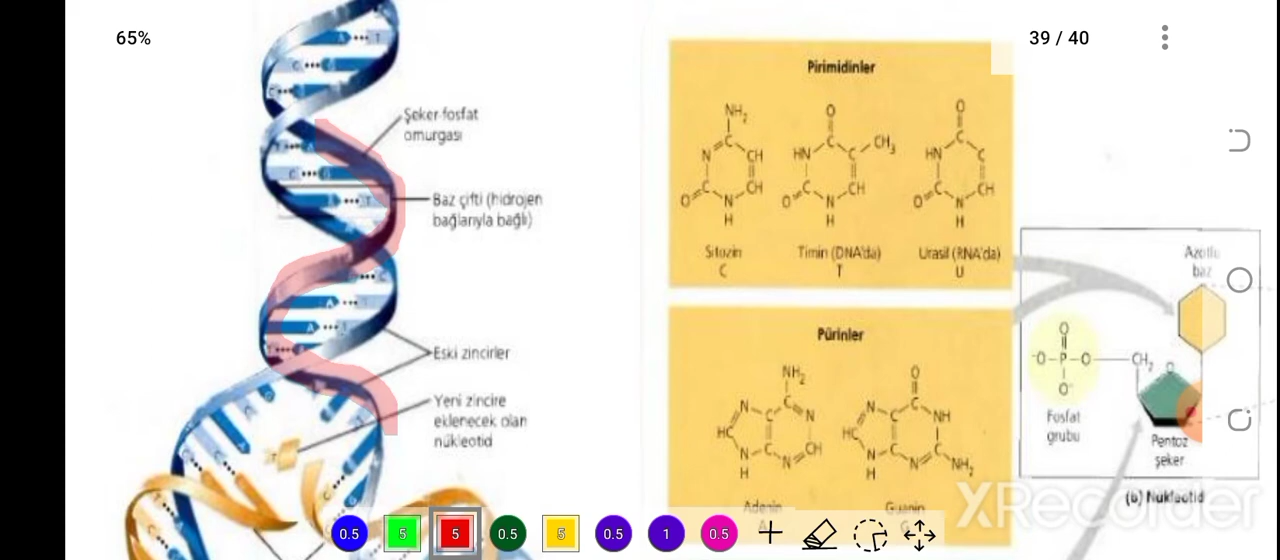 65%
39 / 40
Şeker-fosfat
omurgası
Baz çifti (hidrojen
bağlarıyla bağlı)
Eski zincirler
Yeni zincire
eklenecek olan
nükleotid
Pirimidinler
NH₂
N
C
CH
CH
C
O
N
H
Sitozin
C
O
C
HN
C
CH₃
C
CH
O
N
H
Timin (DNA'da)
T
O
C
HN
C
C
CH
O
N
H
Urasil (RNA'da)
U
Pürinler
NH₂
N
C
C
N
HC
N
C
N
CH
H
Adenin
A
O
N
C
C
NH
HC
N
C
N
C
NH₂
H
Guanin
G
Azotlu
baz
O
⁻O P O CH₂
O⁻
O
Fosfat
grubu
Pentoz
şeker
(b) Nükleotid
XRecorder
0.5 5 5 0.5 5 0.5 1 0.5